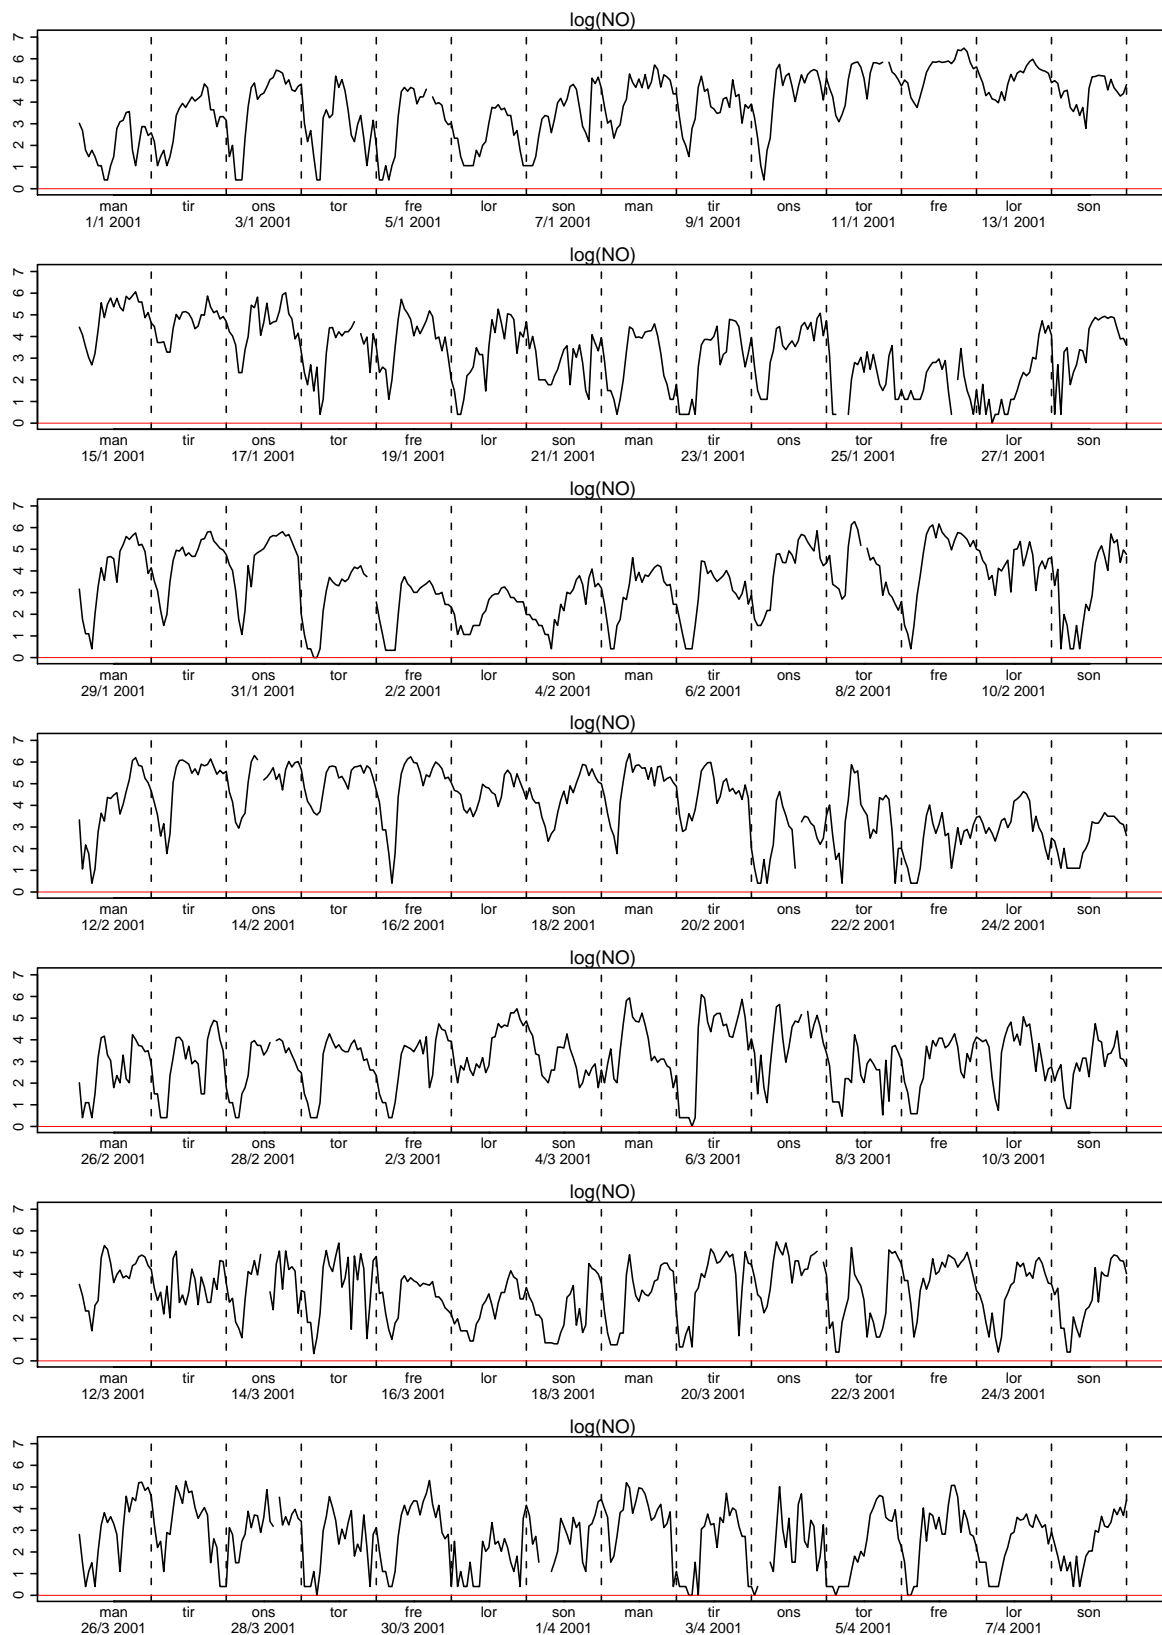 log(NO)
7
6
5
4
3
2
1
0
man tir ons tor fre lor son man tir ons tor fre lor son
1/1 2001 3/1 2001 5/1 2001 7/1 2001 9/1 2001 11/1 2001 13/1 2001
log(NO)
7
6
5
4
3
2
1
0
man tir ons tor fre lor son man tir ons tor fre lor son
15/1 2001 17/1 2001 19/1 2001 21/1 2001 23/1 2001 25/1 2001 27/1 2001
log(NO)
7
6
5
4
3
2
1
0
man tir ons tor fre lor son man tir ons tor fre lor son
29/1 2001 31/1 2001 2/2 2001 4/2 2001 6/2 2001 8/2 2001 10/2 2001
log(NO)
7
6
5
4
3
2
1
0
man tir ons tor fre lor son man tir ons tor fre lor son
12/2 2001 14/2 2001 16/2 2001 18/2 2001 20/2 2001 22/2 2001 24/2 2001
log(NO)
7
6
5
4
3
2
1
0
man tir ons tor fre lor son man tir ons tor fre lor son
26/2 2001 28/2 2001 2/3 2001 4/3 2001 6/3 2001 8/3 2001 10/3 2001
log(NO)
7
6
5
4
3
2
1
0
man tir ons tor fre lor son man tir ons tor fre lor son
12/3 2001 14/3 2001 16/3 2001 18/3 2001 20/3 2001 22/3 2001 24/3 2001
log(NO)
7
6
5
4
3
2
1
0
man tir ons tor fre lor son man tir ons tor fre lor son
26/3 2001 28/3 2001 30/3 2001 1/4 2001 3/4 2001 5/4 2001 7/4 2001